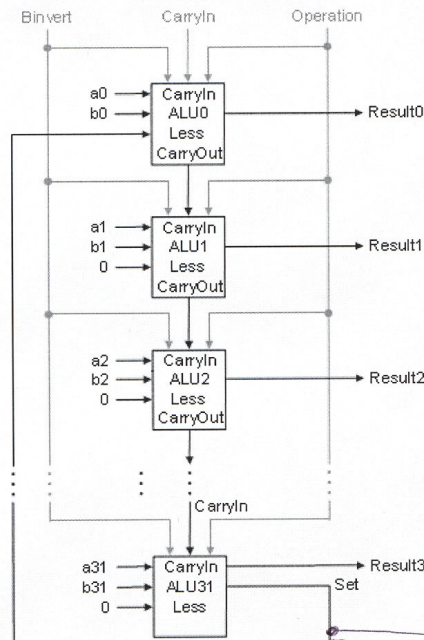 Binvert CarryIn Operation
a0 CarryIn
b0 ALU0 Result0
Less
CarryOut
a1 CarryIn
b1 ALU1 Result1
0 Less
CarryOut
a2 CarryIn
b2 ALU2 Result2
0 Less
CarryOut
CarryIn
a31 CarryIn Result3
b31 ALU31 Set
0 Less